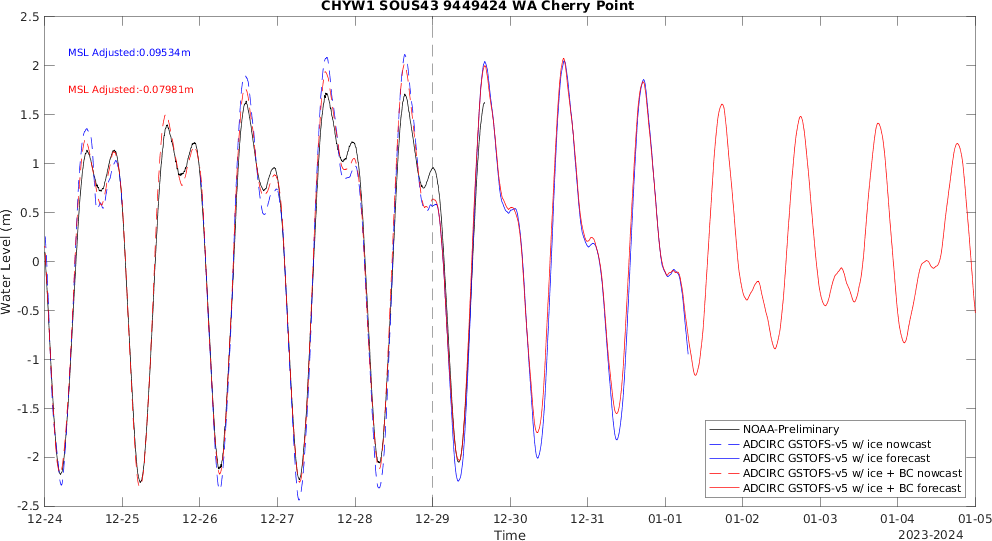 CHYW1 SOUS43 9449424 WA Cherry Point
MSL Adjusted:0.09534m
MSL Adjusted:-0.07981m
Water Level (m)
2.5
2
1.5
1
0.5
0
-0.5
-1
-1.5
-2
-2.5
NOAA-Preliminary
ADCIRC GSTOFS-v5 w/ ice nowcast
ADCIRC GSTOFS-v5 w/ ice forecast
ADCIRC GSTOFS-v5 w/ ice + BC nowcast
ADCIRC GSTOFS-v5 w/ ice + BC forecast
12-24 12-25 12-26 12-27 12-28 12-29 12-30 12-31 01-01 01-02 01-03 01-04 01-05
Time
2023-2024